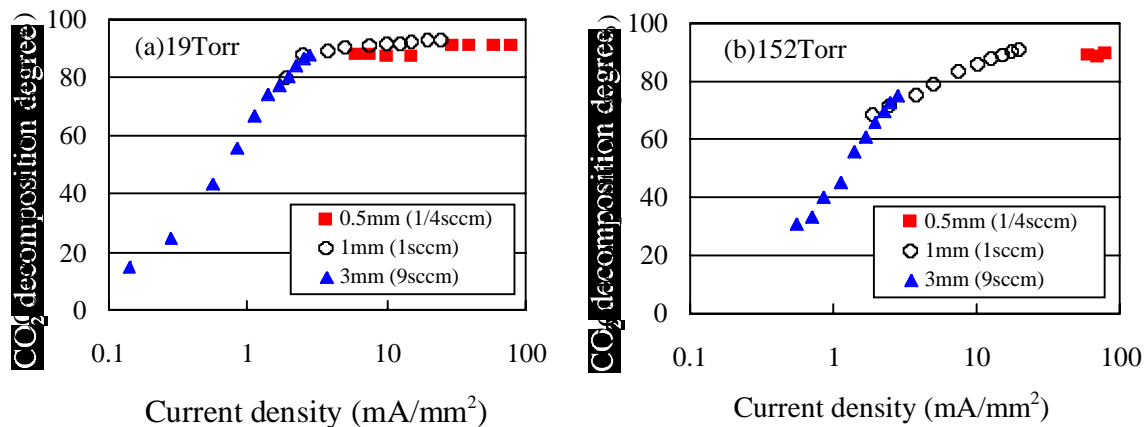 CO2 decomposition degree
100
80
60
40
20
0
(a)19Torr
0.5mm (1/4sccm)
1mm (1sccm)
3mm (9sccm)
0.1
1
10
100
Current density (mA/mm²)
CO2 decomposition degree
100
80
60
40
20
0
(b)152Torr
0.5mm (1/4sccm)
1mm (1sccm)
3mm (9sccm)
0.1
1
10
100
Current density (mA/mm²)